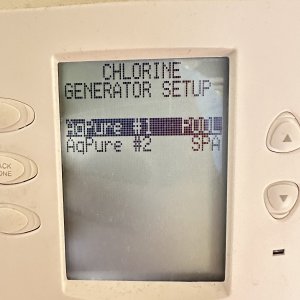 CHLORINE
GENERATOR SETUP
AqPure #1 POOL
AqPure #2 SPA